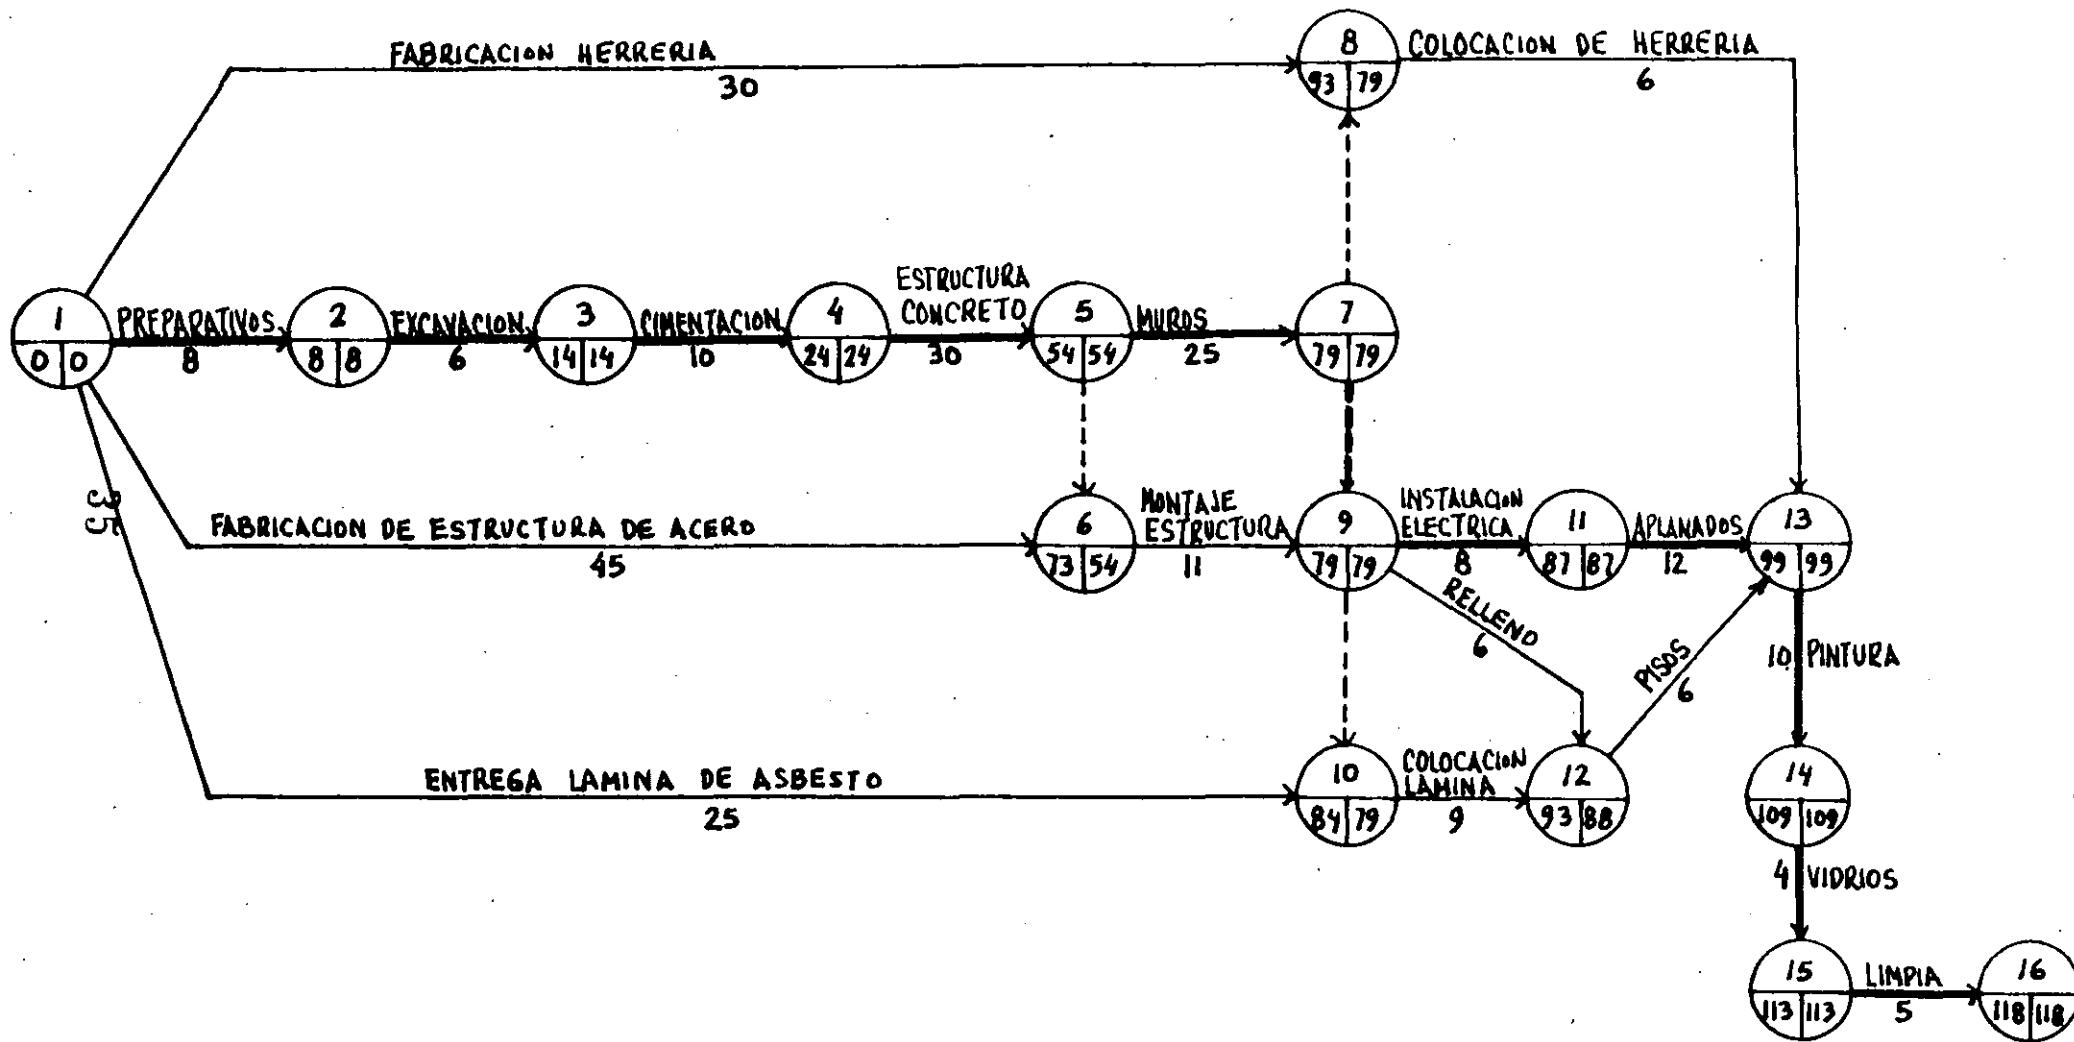 FABRICACION HERRERIA
30
8
93 79
COLOCACION DE HERRERIA
6
1
0 0
PREPARATIVOS
8
2
8 8
EXCAVACION
6
3
14 14
CIMENTACION
10
4
24 24
ESTRUCTURA
CONCRETO
30
5
54 54
MUROS
25
7
79 79
35
FABRICACION DE ESTRUCTURA DE ACERO
45
6
73 54
MONTAJE
ESTRUCTURA
11
9
79 79
INSTALACION
ELECTRICA
8
11
87 87
APLANADOS
12
13
99 99
RELLENO
6
PISOS
6
10 PINTURA
ENTREGA LAMINA DE ASBESTO
25
10
84 79
COLOCACION
LAMINA
9
12
93 88
14
109 109
4 VIDRIOS
15
113 113
LIMPIA
5
16
118 118